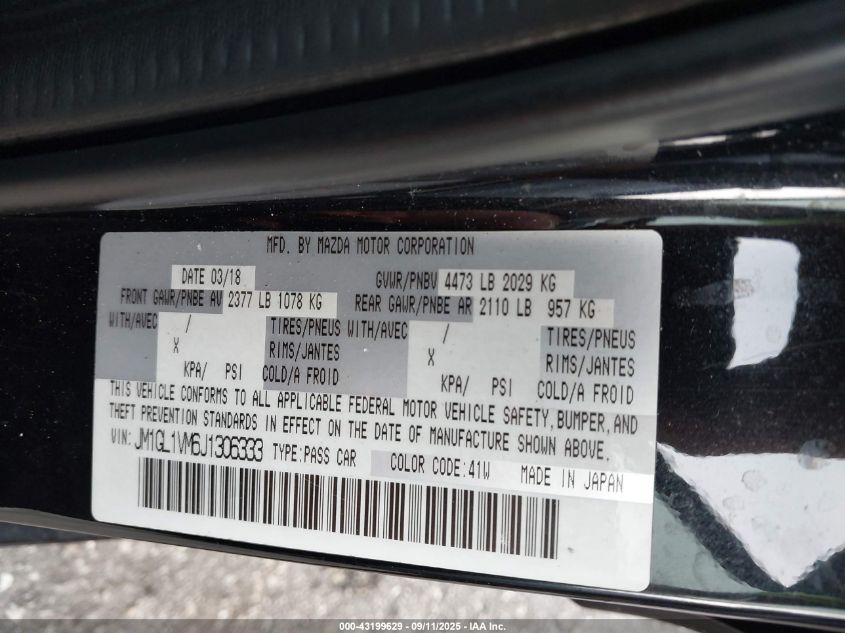 MFD. BY MAZDA MOTOR CORPORATION
DATE 03/18 GVWR/PNBV 4473 LB 2029 KG
FRONT GAWR/PNBE AV 2377 LB 1078 KG REAR GAWR/PNBE AR 2110 LB 957 KG
WITH/AVEC / TIRES/PNEUS WITH/AVEC / TIRES/PNEUS
X RIMS/JANTES X RIMS/JANTES
KPA/ PSI COLD/A FROID KPA/ PSI COLD/A FROID
THIS VEHICLE CONFORMS TO ALL APPLICABLE FEDERAL MOTOR VEHICLE SAFETY, BUMPER, AND
THEFT PREVENTION STANDARDS IN EFFECT ON THE DATE OF MANUFACTURE SHOWN ABOVE.
VIN: JM1GL1VM6J1306333 TYPE:PASS CAR COLOR CODE:41W MADE IN JAPAN
000-43199629 - 09/11/2025 - IAA Inc.